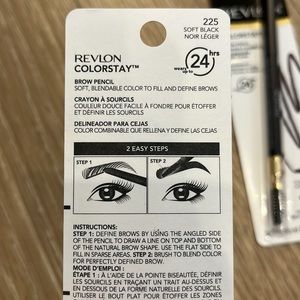 225
SOFT BLACK
NOIR LÉGER
REVLON
COLORSTAY™
wears up to 24 hrs
BROW PENCIL
SOFT, BLENDABLE COLOR TO FILL AND DEFINE BROWS
CRAYON À SOURCILS
COULEUR DOUCE FACILE À FONDRE POUR ÉTOFFER
ET DÉFINIR LES SOURCILS
DELINEADOR PARA CEJAS
COLOR COMBINABLE QUE RELLENA Y DEFINE LAS CEJAS
2 EASY STEPS
STEP 1
STEP 2
INSTRUCTIONS:
STEP 1: DEFINE BROWS BY USING THE ANGLED SIDE
OF THE PENCIL TO DRAW A LINE ON TOP AND BOTTOM
OF THE NATURAL BROW SHAPE. USE THE FLAT SIDE TO
FILL IN SPARSE AREAS. STEP 2: BRUSH TO BLEND COLOR
FOR PERFECTLY DEFINED BROW.
MODE D'EMPLOI :
ÉTAPE 1 : À L'AIDE DE LA POINTE BISEAUTÉE, DÉFINIR
LES SOURCILS EN TRAÇANT UN TRAIT AU-DESSUS ET
EN DESSOUS DE LA FORME NATURELLE DES SOURCILS.
UTILISER LE BOUT PLAT POUR ÉTOFFER LES ZONES